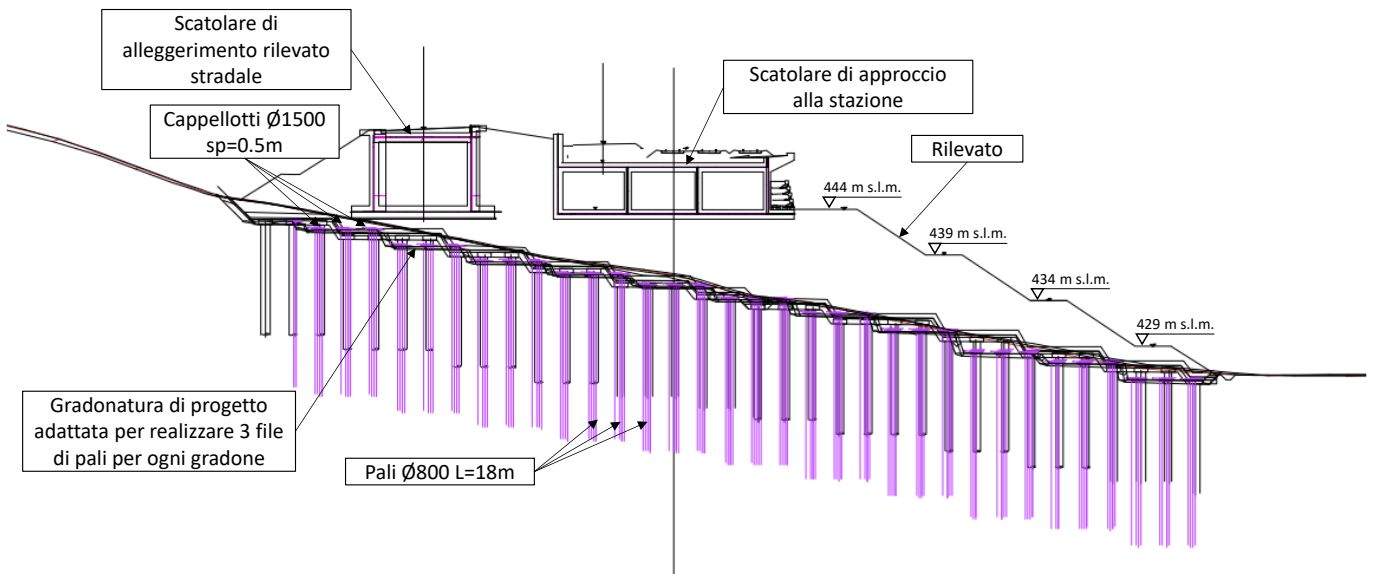 Scatolare di
alleggerimento rilevato
stradale
Cappellotti Ø1500
sp=0.5m
Scatolare di approccio
alla stazione
Rilevato
444 m s.l.m.
439 m s.l.m.
434 m s.l.m.
429 m s.l.m.
Gradonatura di progetto
adattata per realizzare 3 file
di pali per ogni gradone
Pali Ø800 L=18m